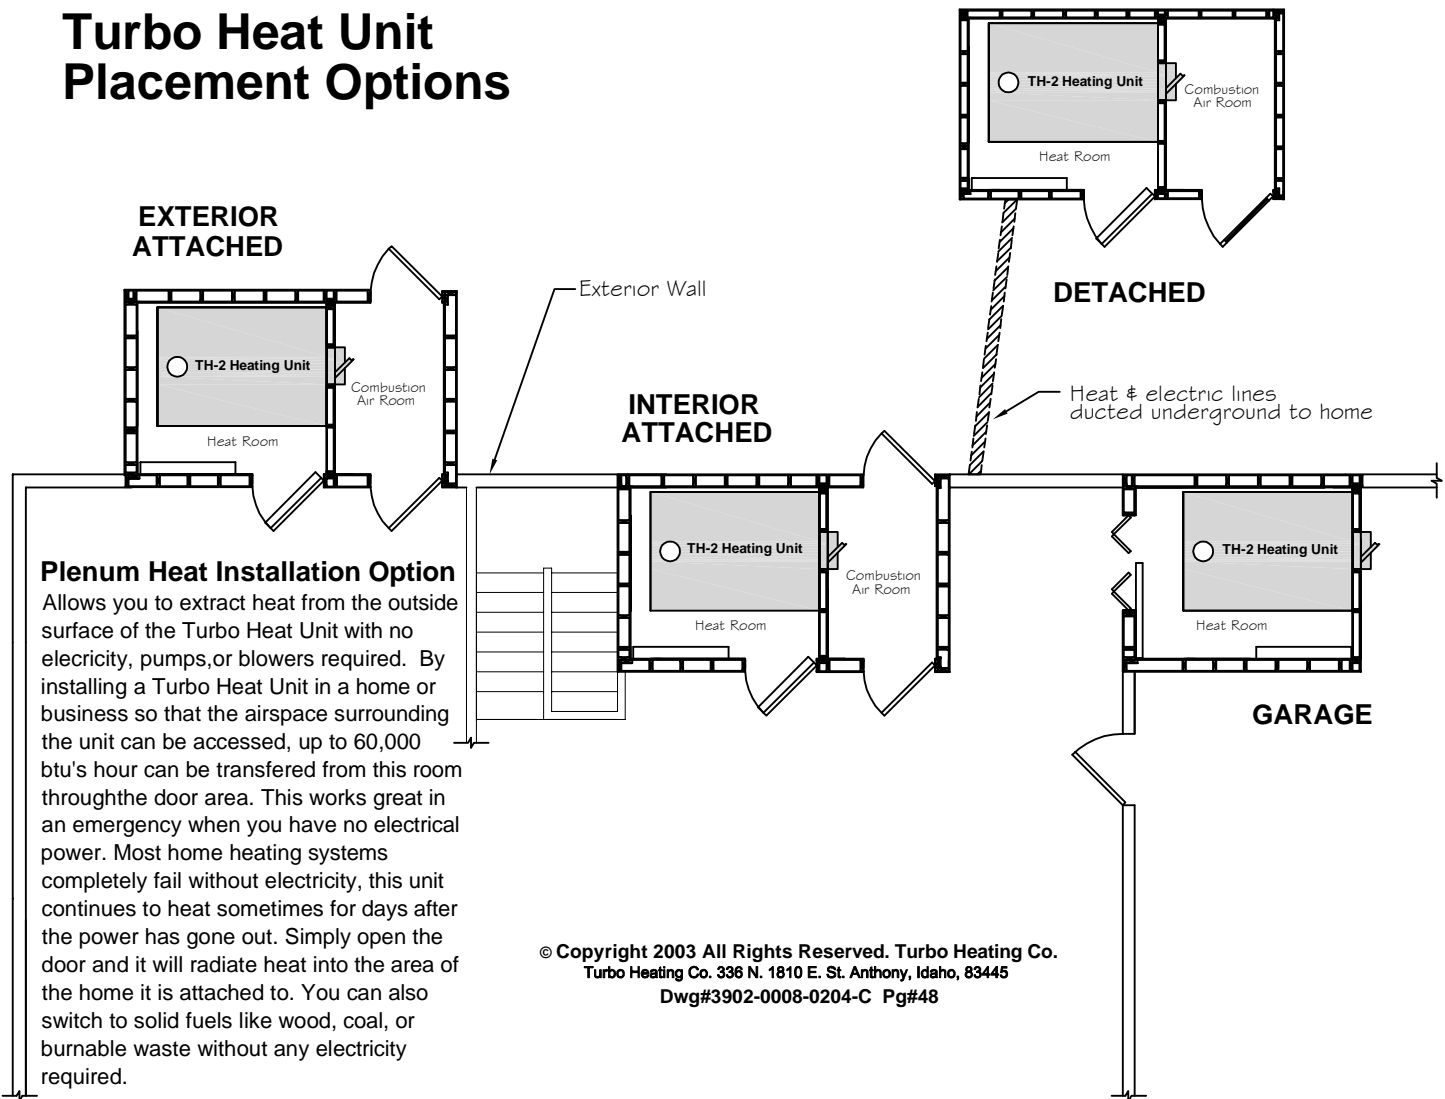 Turbo Heat Unit
Placement Options
TH-2 Heating Unit
Combustion
Air Room
Heat Room
DETACHED
EXTERIOR
ATTACHED
Exterior Wall
TH-2 Heating Unit
Combustion
Air Room
Heat Room
Heat & electric lines
ducted underground to home
INTERIOR
ATTACHED
TH-2 Heating Unit
Combustion
Air Room
Heat Room
TH-2 Heating Unit
Heat Room
GARAGE
Plenum Heat Installation Option
Allows you to extract heat from the outside
surface of the Turbo Heat Unit with no
elecricity, pumps,or blowers required.  By
installing a Turbo Heat Unit in a home or
business so that the airspace surrounding
the unit can be accessed, up to 60,000
btu's hour can be transfered from this room
throughthe door area. This works great in
an emergency when you have no electrical
power. Most home heating systems
completely fail without electricity, this unit
continues to heat sometimes for days after
the power has gone out. Simply open the
door and it will radiate heat into the area of
the home it is attached to. You can also
switch to solid fuels like wood, coal, or
burnable waste without any electricity
required.
© Copyright 2003 All Rights Reserved. Turbo Heating Co.
Turbo Heating Co. 336 N. 1810 E. St. Anthony, Idaho, 83445
Dwg#3902-0008-0204-C  Pg#48